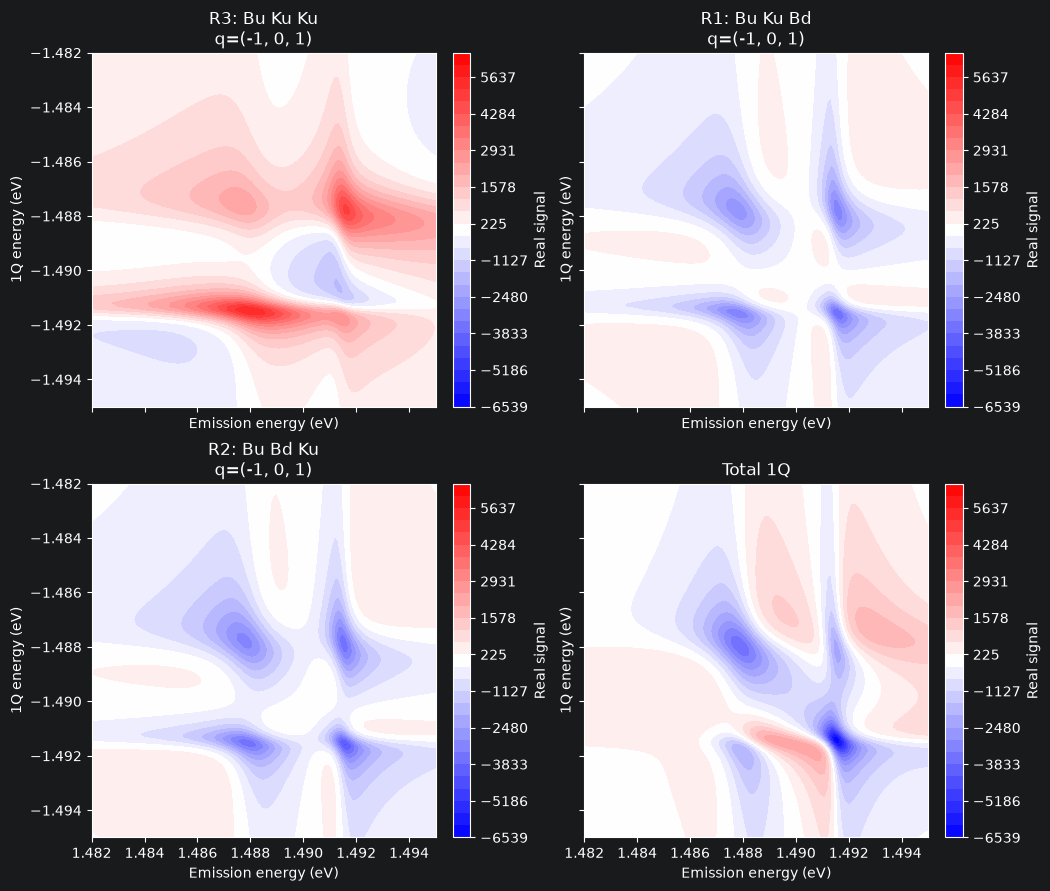 R3: Bu Ku Ku
q=(-1, 0, 1)
−1.482
−1.484
−1.486
−1.488
−1.490
−1.492
−1.494
1Q energy (eV)
Emission energy (eV)
5637
4284
2931
1578
225
−1127
−2480
−3833
−5186
−6539
Real signal
R1: Bu Ku Bd
q=(-1, 0, 1)
1Q energy (eV)
Emission energy (eV)
5637
4284
2931
1578
225
−1127
−2480
−3833
−5186
−6539
Real signal
R2: Bu Bd Ku
q=(-1, 0, 1)
−1.482
−1.484
−1.486
−1.488
−1.490
−1.492
−1.494
1Q energy (eV)
1.482 1.484 1.486 1.488 1.490 1.492 1.494
Emission energy (eV)
5637
4284
2931
1578
225
−1127
−2480
−3833
−5186
−6539
Real signal
Total 1Q
1Q energy (eV)
1.482 1.484 1.486 1.488 1.490 1.492 1.494
Emission energy (eV)
5637
4284
2931
1578
225
−1127
−2480
−3833
−5186
−6539
Real signal